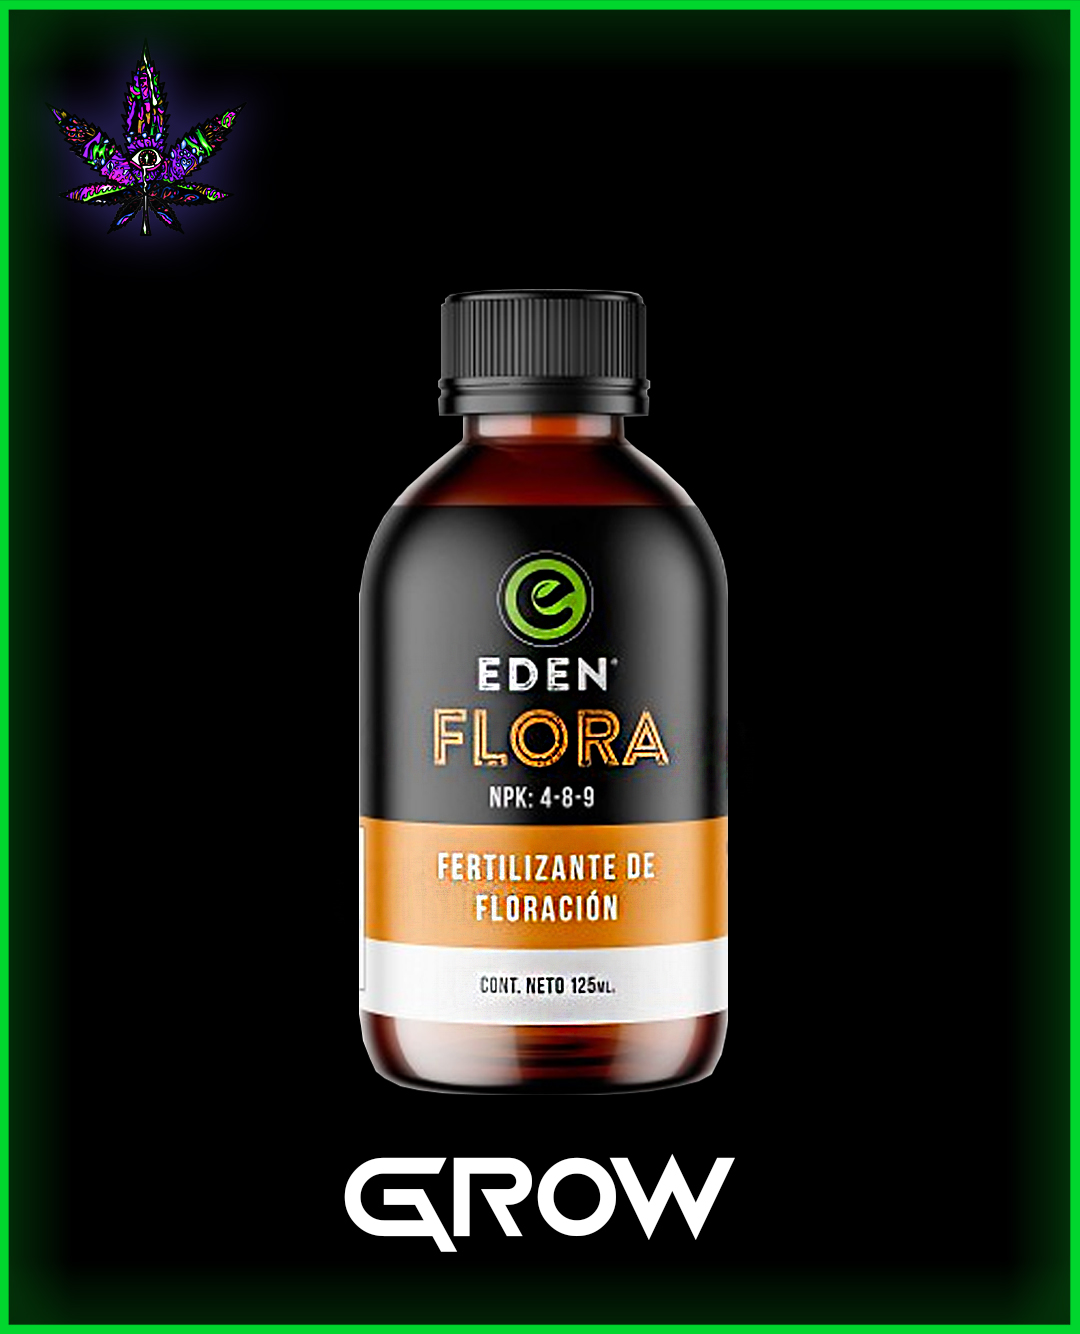 EDEN®
FLORA
NPK: 4-8-9
FERTILIZANTE DE
FLORACIÓN
CONT. NETO 125ML.
GROW